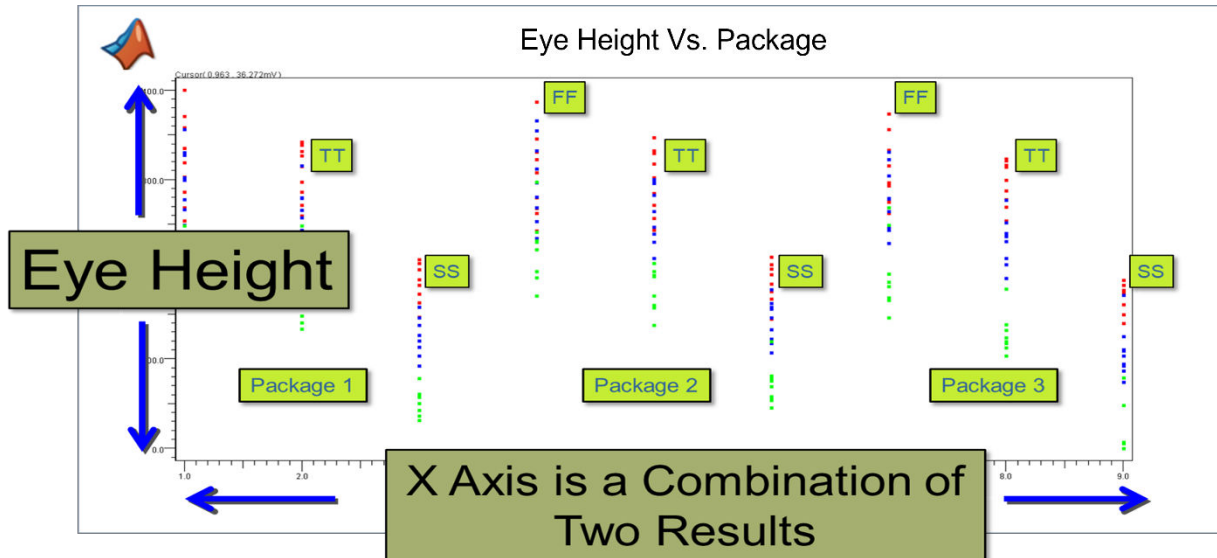 Eye Height Vs. Package
Cursor( 0.963 , 36.272mV)
FF
FF
TT
TT
TT
Eye Height
SS
SS
SS
Package 1
Package 2
Package 3
0.0
1.0
2.0
8.0
9.0
X Axis is a Combination of
Two Results